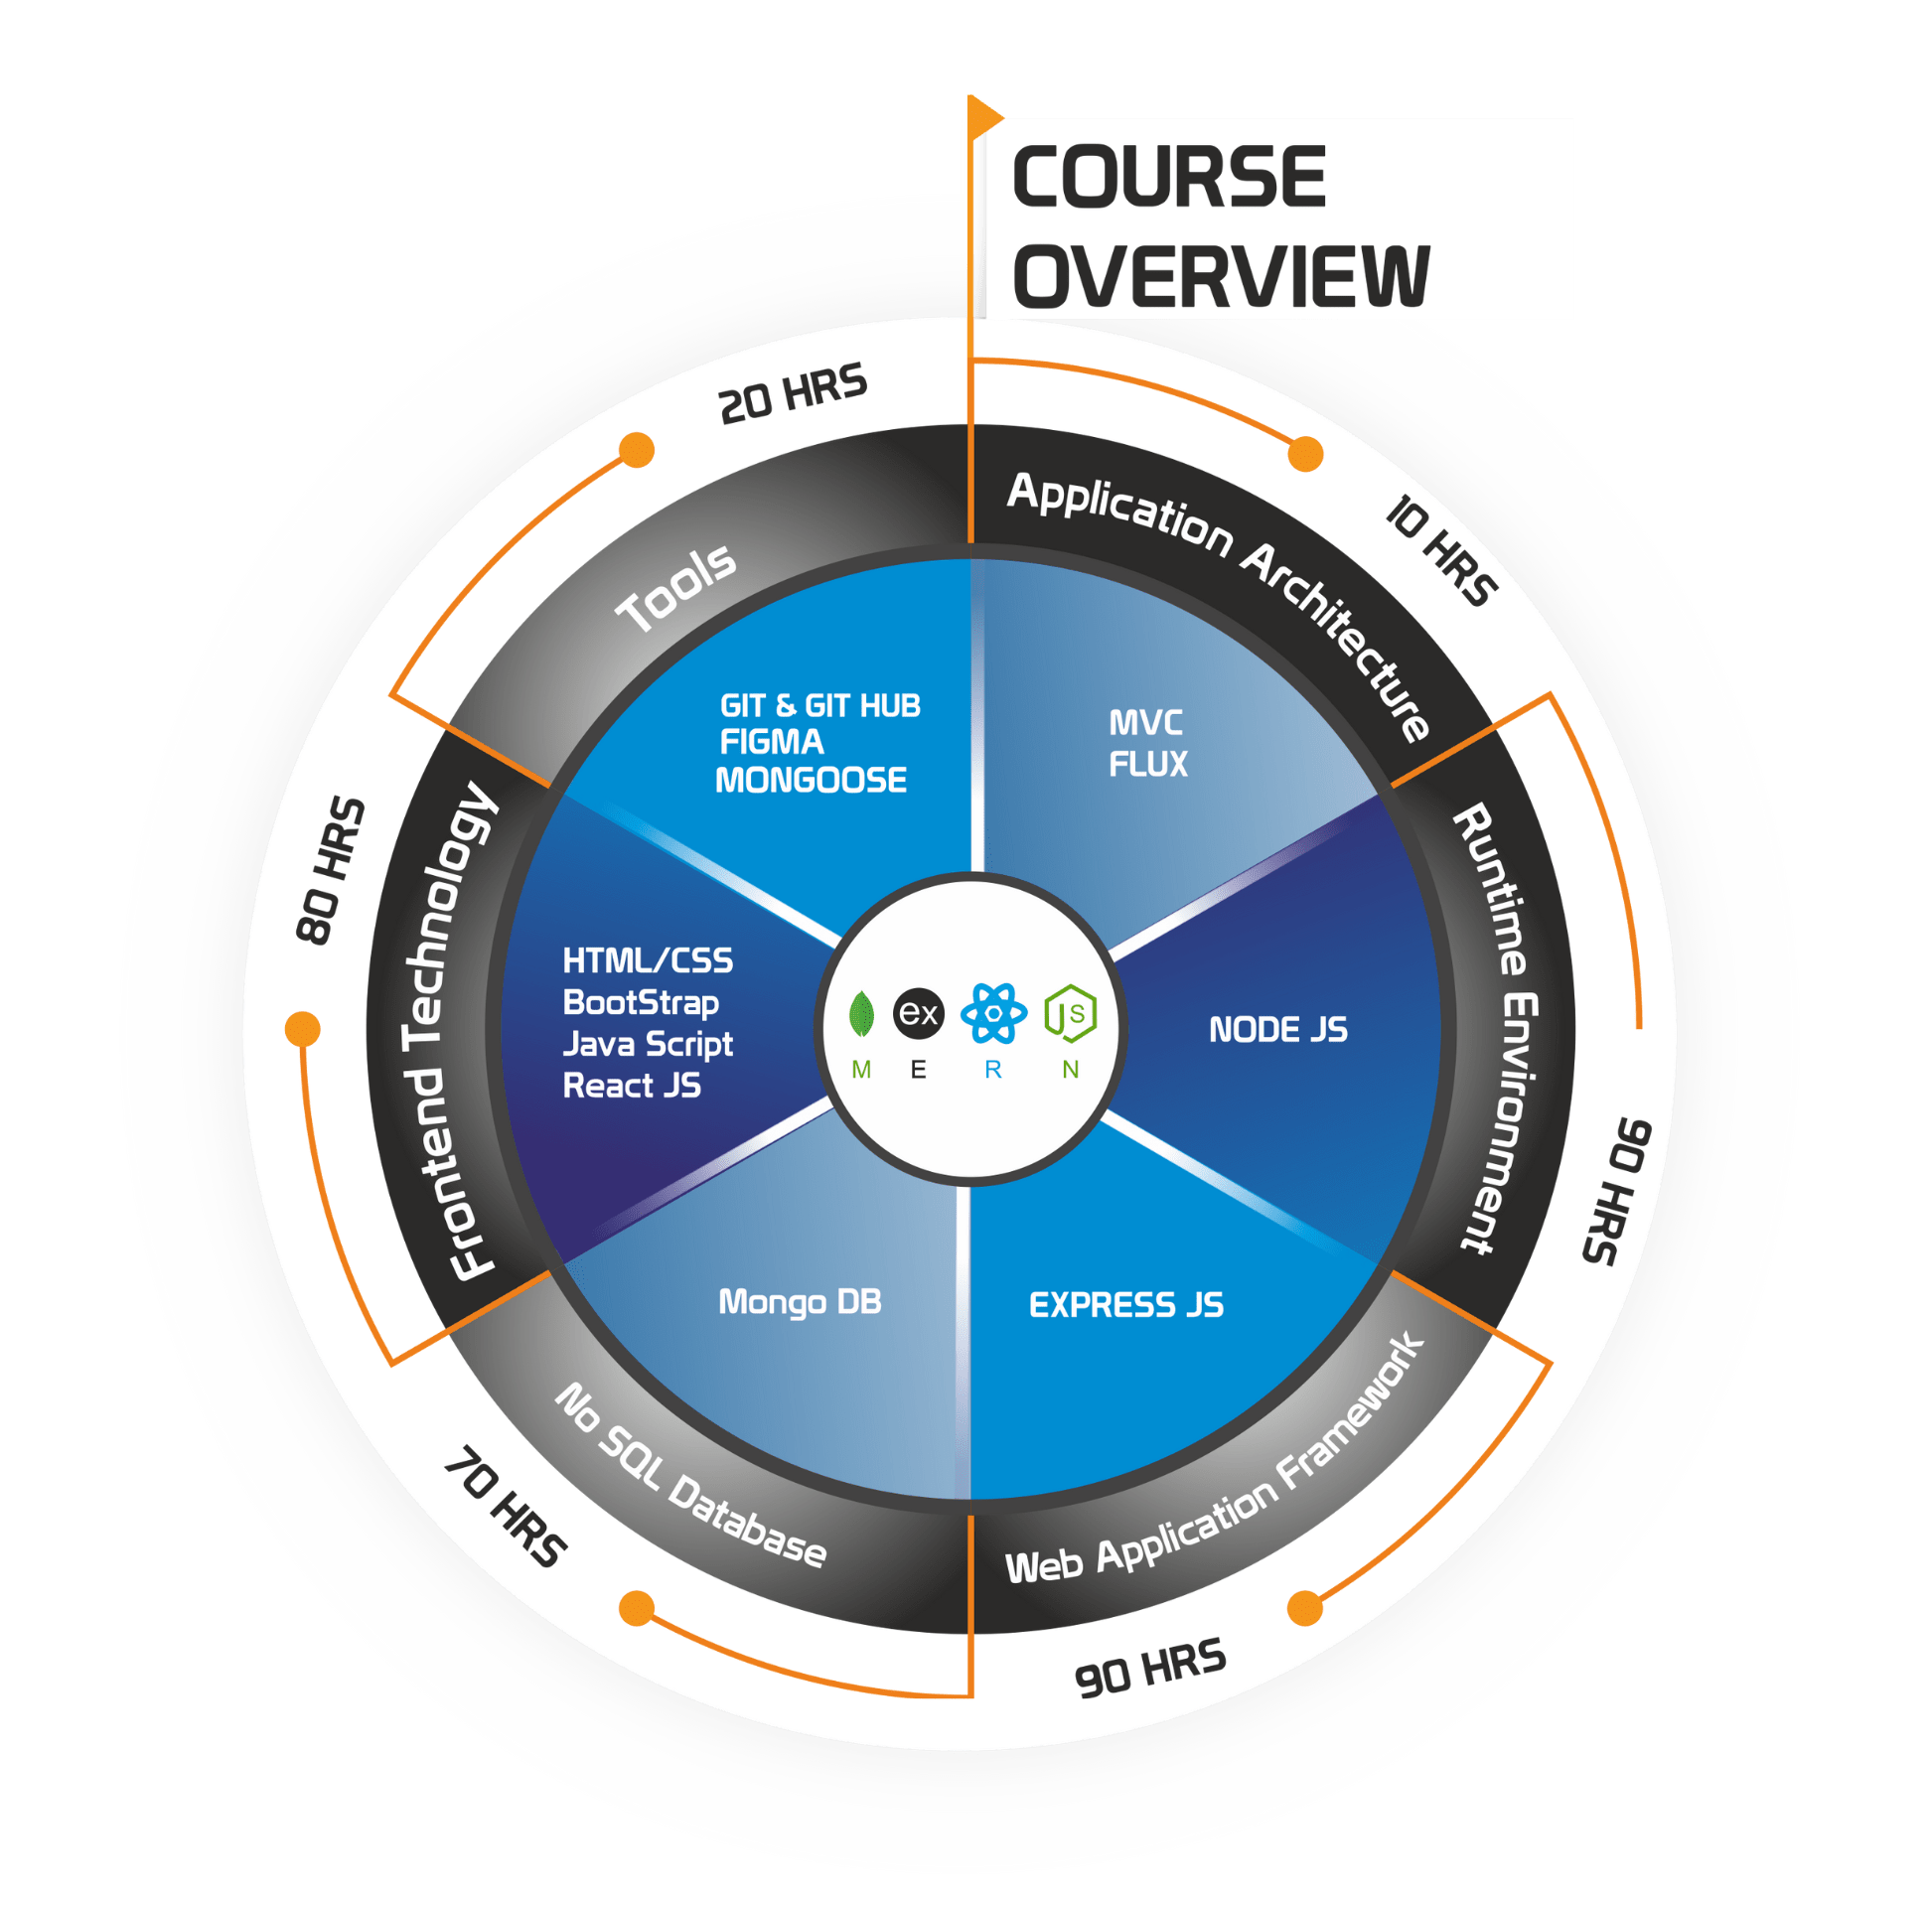 COURSE
OVERVIEW
10 HRS
Application Architecture
MVC
FLUX
90 HRS
Runtime Environment
NODE JS
90 HRS
Web Application Framework
EXPRESS JS
70 HRS
No SQL Database
Mongo DB
80 HRS
Frontend Technology
HTML/CSS
BootStrap
Java Script
React JS
20 HRS
Tools
GIT & GIT HUB
FIGMA
MONGOOSE
ex JS
M E R N